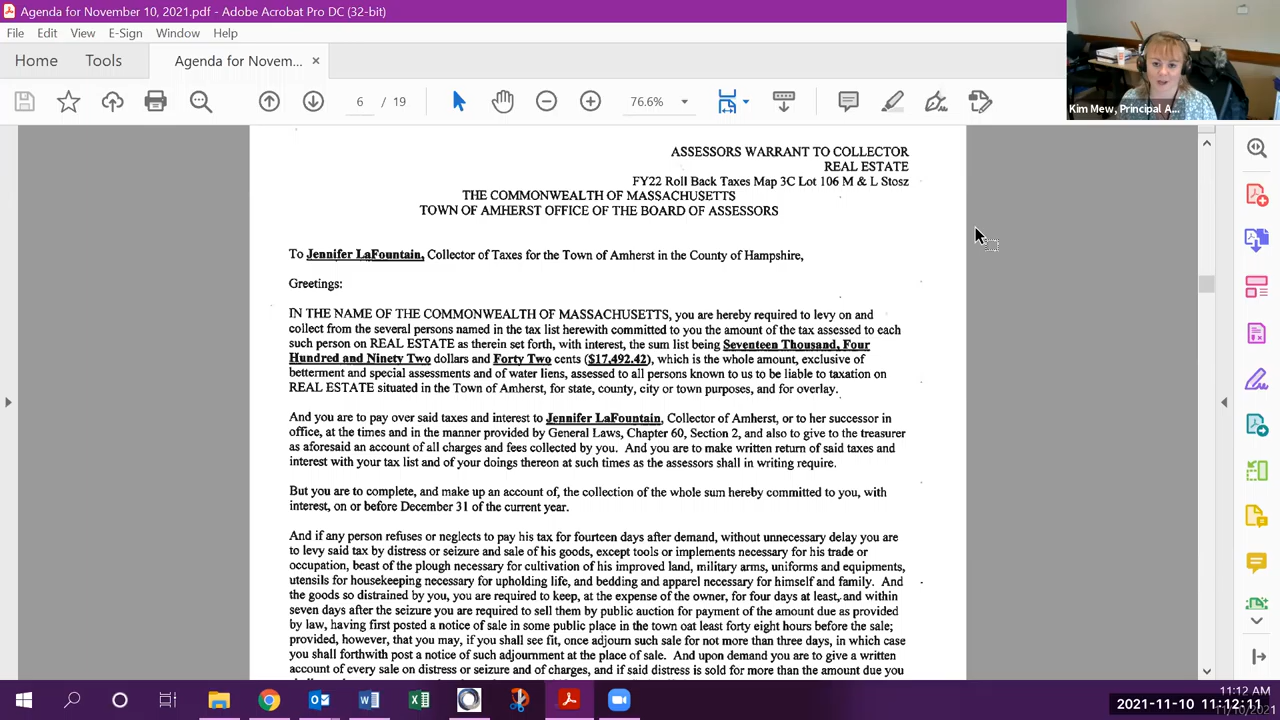 Agenda for November 10, 2021.pdf - Adobe Acrobat Pro DC (32-bit)
File Edit View E-Sign Window Help
Home Tools Agenda for Novem... ×
6 / 19 76.6%
Kim Mew, Principal A...
ASSESSORS WARRANT TO COLLECTOR
REAL ESTATE
FY22 Roll Back Taxes Map 3C Lot 106 M & L Stosz
THE COMMONWEALTH OF MASSACHUSETTS
TOWN OF AMHERST OFFICE OF THE BOARD OF ASSESSORS
To Jennifer LaFountain, Collector of Taxes for the Town of Amherst in the County of Hampshire,
Greetings:
IN THE NAME OF THE COMMONWEALTH OF MASSACHUSETTS, you are hereby required to levy on and
collect from the several persons named in the tax list herewith committed to you the amount of the tax assessed to each
such person on REAL ESTATE as therein set forth, with interest, the sum list being Seventeen Thousand, Four
Hundred and Ninety Two dollars and Forty Two cents ($17,492.42), which is the whole amount, exclusive of
betterment and special assessments and of water liens, assessed to all persons known to us to be liable to taxation on
REAL ESTATE situated in the Town of Amherst, for state, county, city or town purposes, and for overlay.
And you are to pay over said taxes and interest to Jennifer LaFountain, Collector of Amherst, or to her successor in
office, at the times and in the manner provided by General Laws, Chapter 60, Section 2, and also to give to the treasurer
as aforesaid an account of all charges and fees collected by you. And you are to make written return of said taxes and
interest with your tax list and of your doings thereon at such times as the assessors shall in writing require.
But you are to complete, and make up an account of, the collection of the whole sum hereby committed to you, with
interest, on or before December 31 of the current year.
And if any person refuses or neglects to pay his tax for fourteen days after demand, without unnecessary delay you are
to levy said tax by distress or seizure and sale of his goods, except tools or implements necessary for his trade or
occupation, beast of the plough necessary for cultivation of his improved land, military arms, uniforms and equipments,
utensils for housekeeping necessary for upholding life, and bedding and apparel necessary for himself and family. And
the goods so distrained by you, you are required to keep, at the expense of the owner, for four days at least, and within
seven days after the seizure you are required to sell them by public auction for payment of the amount due as provided
by law, having first posted a notice of sale in some public place in the town oat least forty eight hours before the sale;
provided, however, that you may, if you shall see fit, once adjourn such sale for not more than three days, in which case
you shall forthwith post a notice of such adjournment at the place of sale. And upon demand you are to give a written
account of every sale on distress or seizure and of charges, and if said distress is sold for more than the amount due you
11:12 AM
2021-11-10 11:12:11